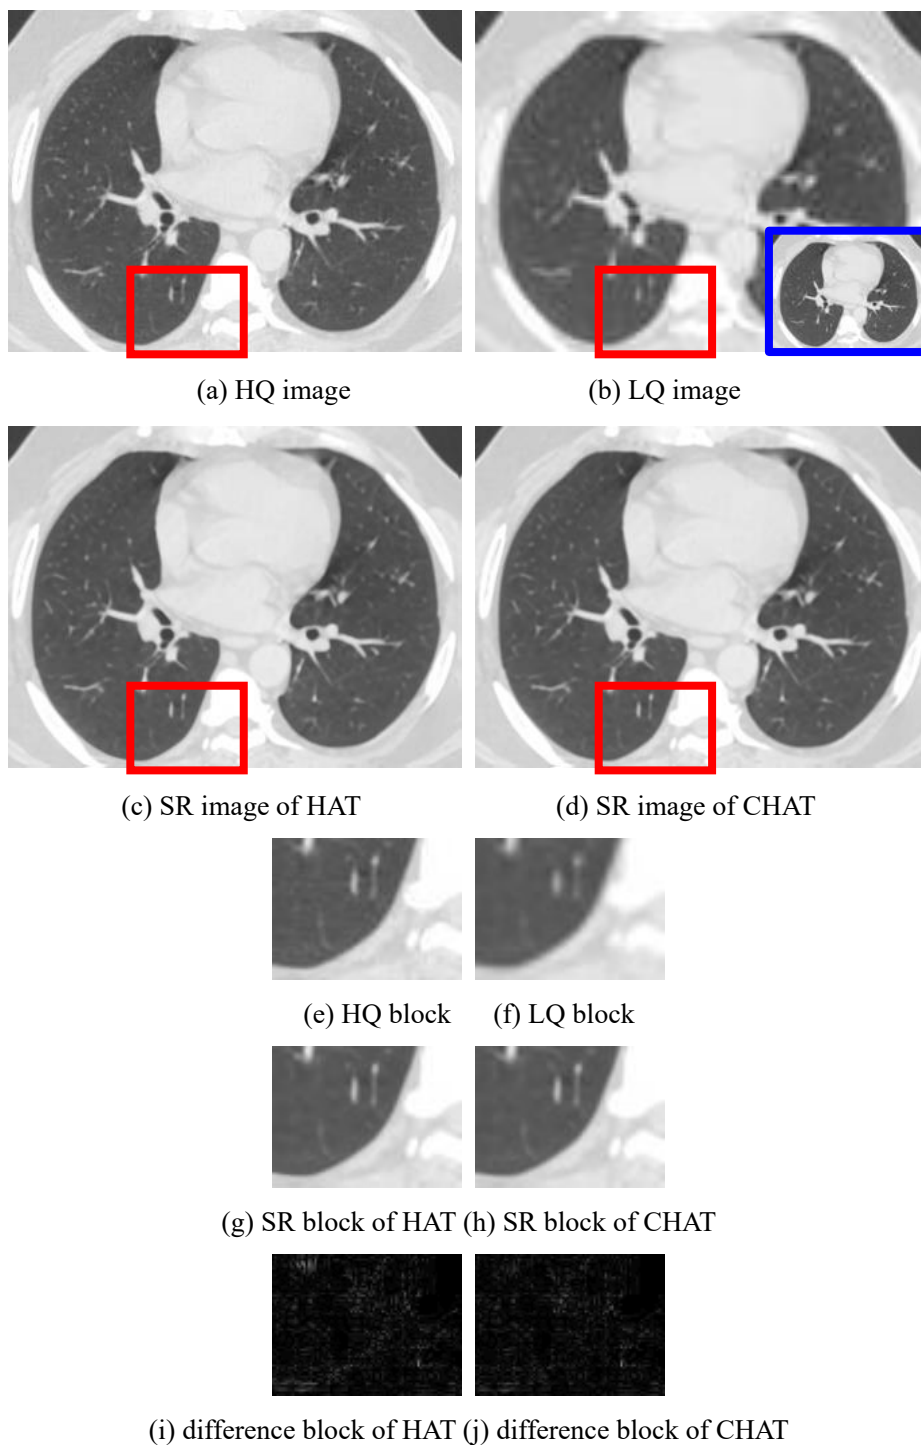 (a) HQ image (b) LQ image
(c) SR image of HAT (d) SR image of CHAT
(e) HQ block (f) LQ block
(g) SR block of HAT (h) SR block of CHAT
(i) difference block of HAT (j) difference block of CHAT